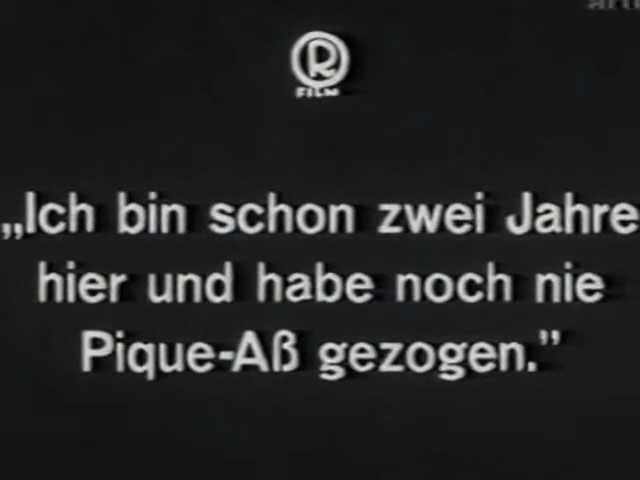 R
FILM
„Ich bin schon zwei Jahre
hier und habe noch nie
Pique-Aß gezogen.”